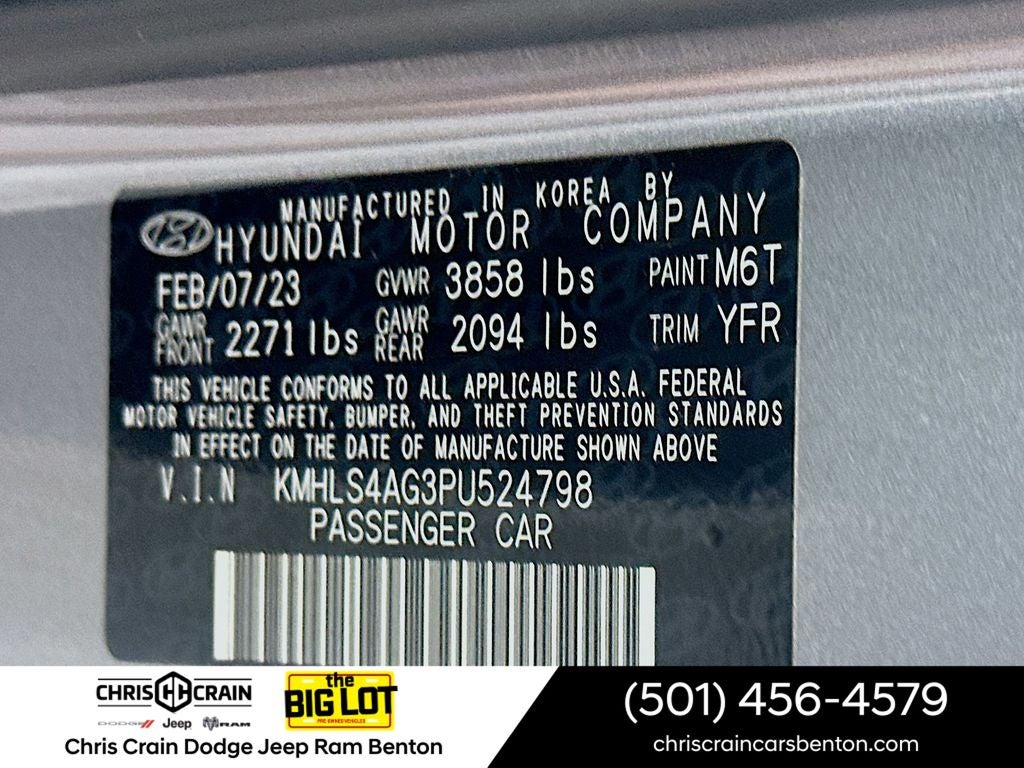 MANUFACTURED IN KOREA BY
HYUNDAI MOTOR COMPANY
FEB/07/23 GVWR 3858 lbs PAINT M6T
GAWR FRONT 2271 lbs GAWR REAR 2094 lbs TRIM YFR
THIS VEHICLE CONFORMS TO ALL APPLICABLE U.S.A. FEDERAL
MOTOR VEHICLE SAFETY, BUMPER, AND THEFT PREVENTION STANDARDS
IN EFFECT ON THE DATE OF MANUFACTURE SHOWN ABOVE
V.I.N KMHLS4AG3PU524798
PASSENGER CAR
CHRIS CRAIN
DODGE Jeep RAM
the
BIG LOT
PRE-OWNED VEHICLES
Chris Crain Dodge Jeep Ram Benton
(501) 456-4579
chriscraincarsbenton.com